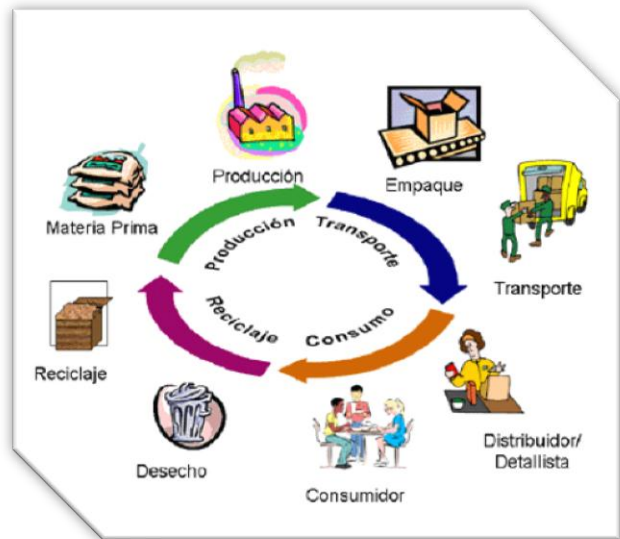 Producción
Empaque
Materia Prima
Transporte
Reciclaje
Distribuidor/
Detallista
Desecho
Consumidor
Producción
Transporte
Reciclaje
Consumo